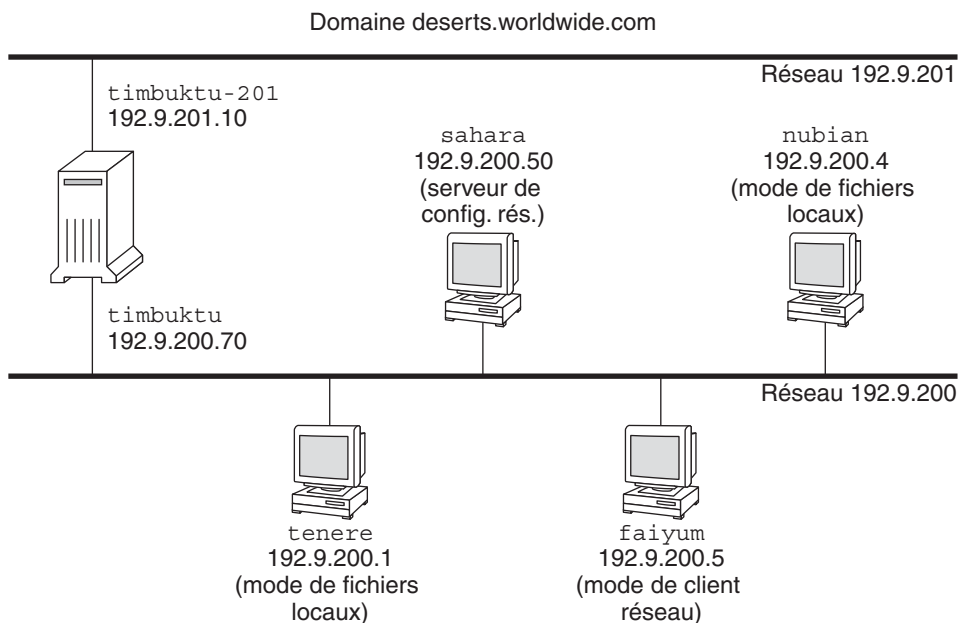 Domaine deserts.worldwide.com
Réseau 192.9.201
timbuktu-201
192.9.201.10
sahara
192.9.200.50
(serveur de
config. rés.)
nubian
192.9.200.4
(mode de fichiers
locaux)
timbuktu
192.9.200.70
Réseau 192.9.200
tenere
192.9.200.1
(mode de fichiers
locaux)
faiyum
192.9.200.5
(mode de client
réseau)